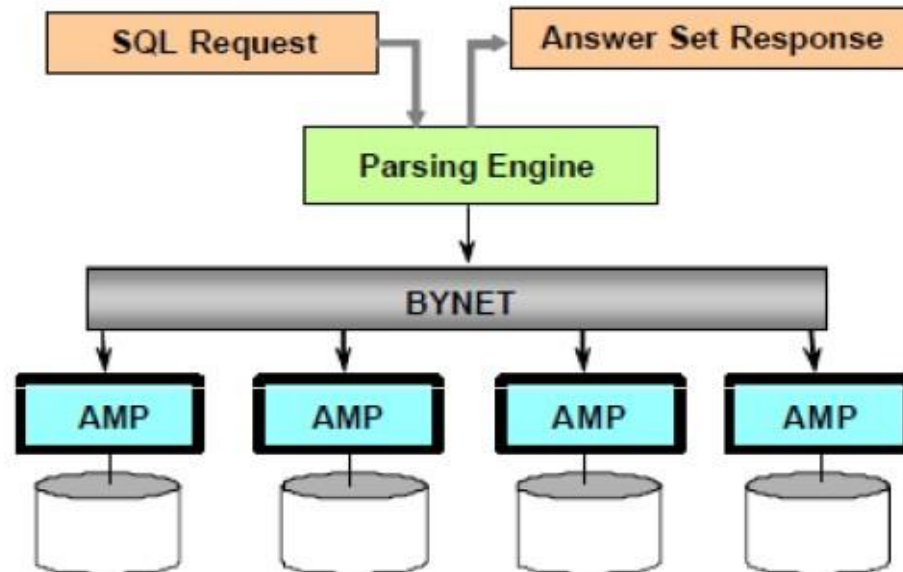 SQL Request
Answer Set Response
Parsing Engine
BYNET
AMP
AMP
AMP
AMP